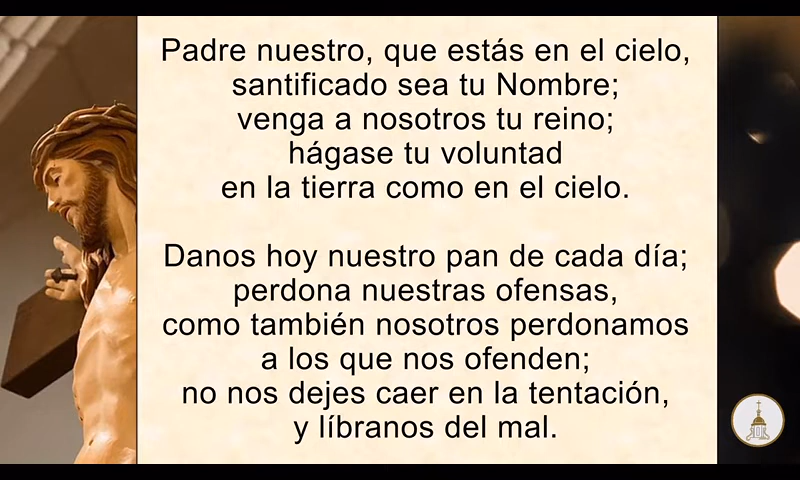 Padre nuestro, que estás en el cielo,
santificado sea tu Nombre;
venga a nosotros tu reino;
hágase tu voluntad
en la tierra como en el cielo.
Danos hoy nuestro pan de cada día;
perdona nuestras ofensas,
como también nosotros perdonamos
a los que nos ofenden;
no nos dejes caer en la tentación,
y líbranos del mal.